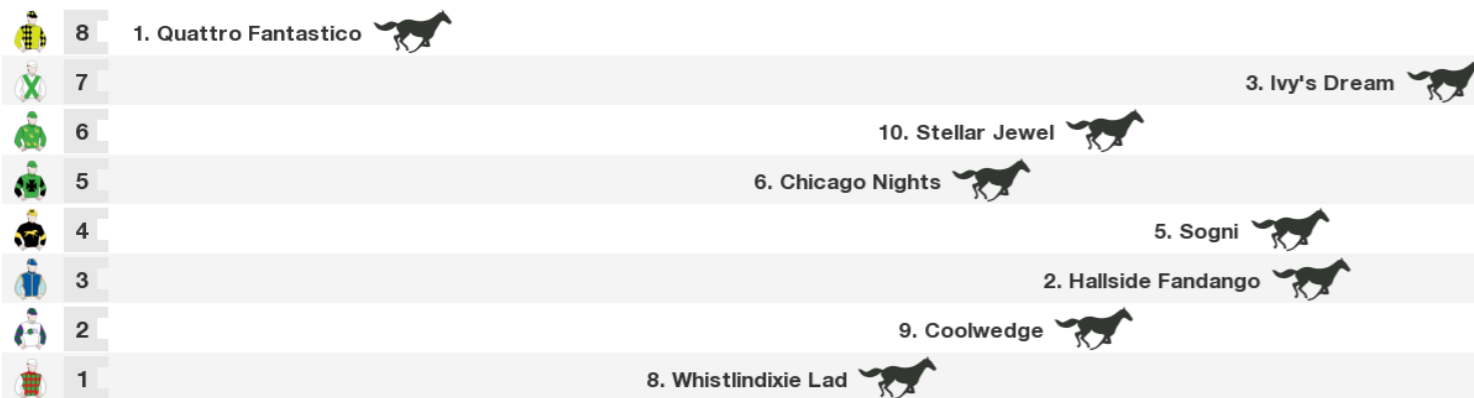 8 1. Quattro Fantastico
7 3. Ivy's Dream
6 10. Stellar Jewel
5 6. Chicago Nights
4 5. Sogni
3 2. Hallside Fandango
2 9. Coolwedge
1 8. Whistlindixie Lad